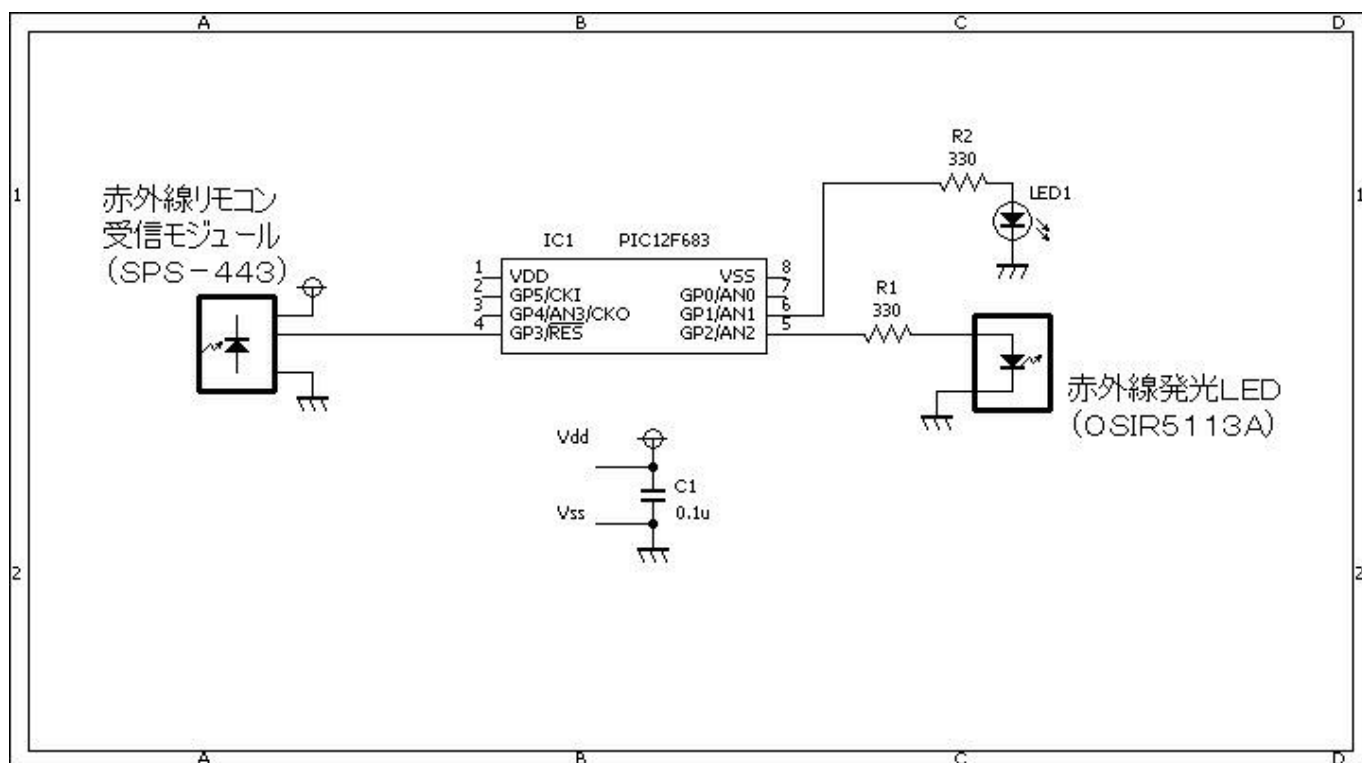 A B C D
1
1
赤外線リモコン
受信モジュール
(SPS-443)
IC1 PIC12F683
1 VDD
2 GP5/CKI
3 GP4/AN3/CKO
4 GP3/RES
VSS 8
GP0/AN0 7
GP1/AN1 6
GP2/AN2 5
R2
330
LED1
R1
330
赤外線発光LED
(OSIR5113A)
Vdd
C1
0.1u
Vss
2
2
A B C D